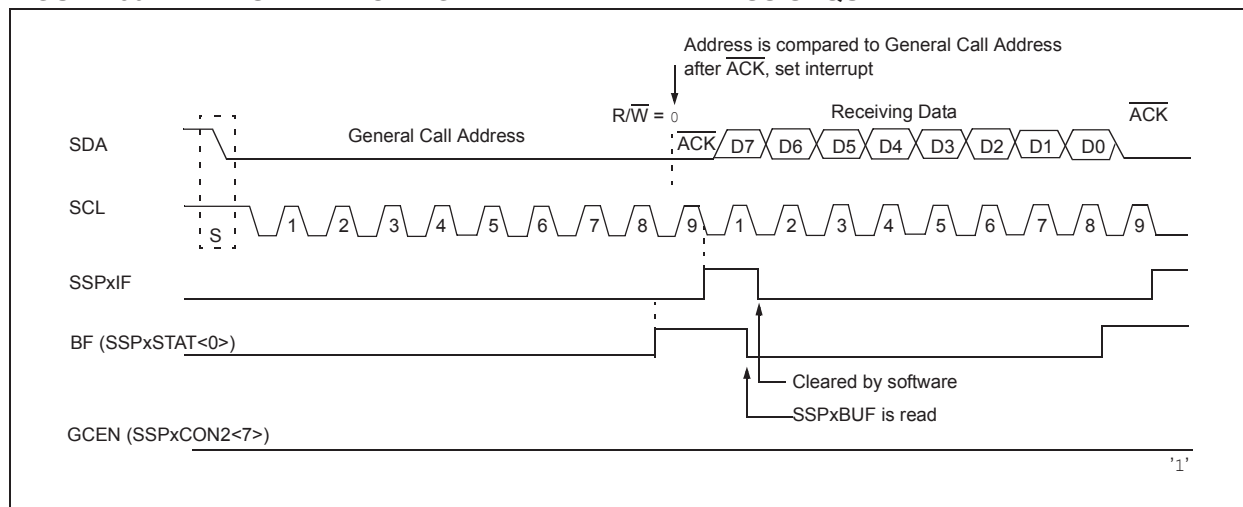 Address is compared to General Call Address
after ACK, set interrupt
R/W = 0
Receiving Data
ACK
SDA
General Call Address
ACK
D7 D6 D5 D4 D3 D2 D1 D0
SCL
S
1 2 3 4 5 6 7 8 9 1 2 3 4 5 6 7 8 9
SSPxIF
BF (SSPxSTAT<0>)
Cleared by software
SSPxBUF is read
GCEN (SSPxCON2<7>)
'1'